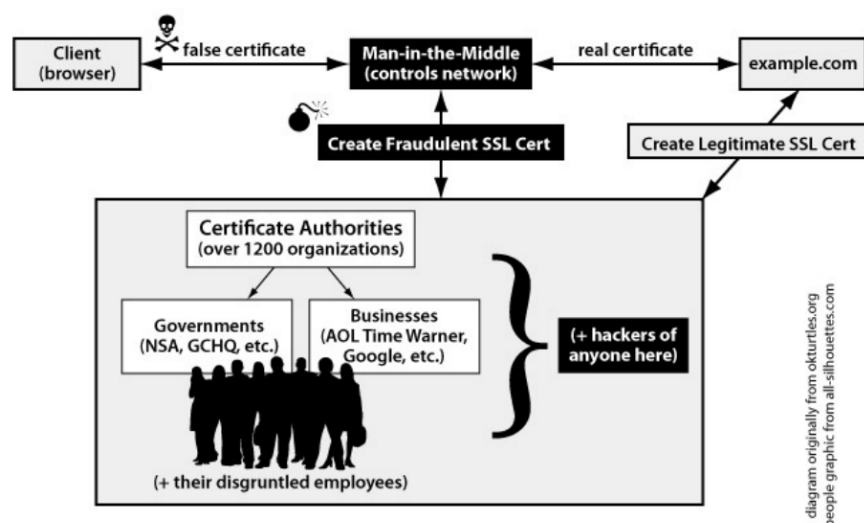 Client
(browser)
false certificate
Man-in-the-Middle
(controls network)
real certificate
example.com
Create Fraudulent SSL Cert
Create Legitimate SSL Cert
Certificate Authorities
(over 1200 organizations)
Governments
(NSA, GCHQ, etc.)
Businesses
(AOL Time Warner,
Google, etc.)
(+ hackers of
anyone here)
(+ their disgruntled employees)
diagram originally from okturtles.org
people graphic from all-silhouettes.com